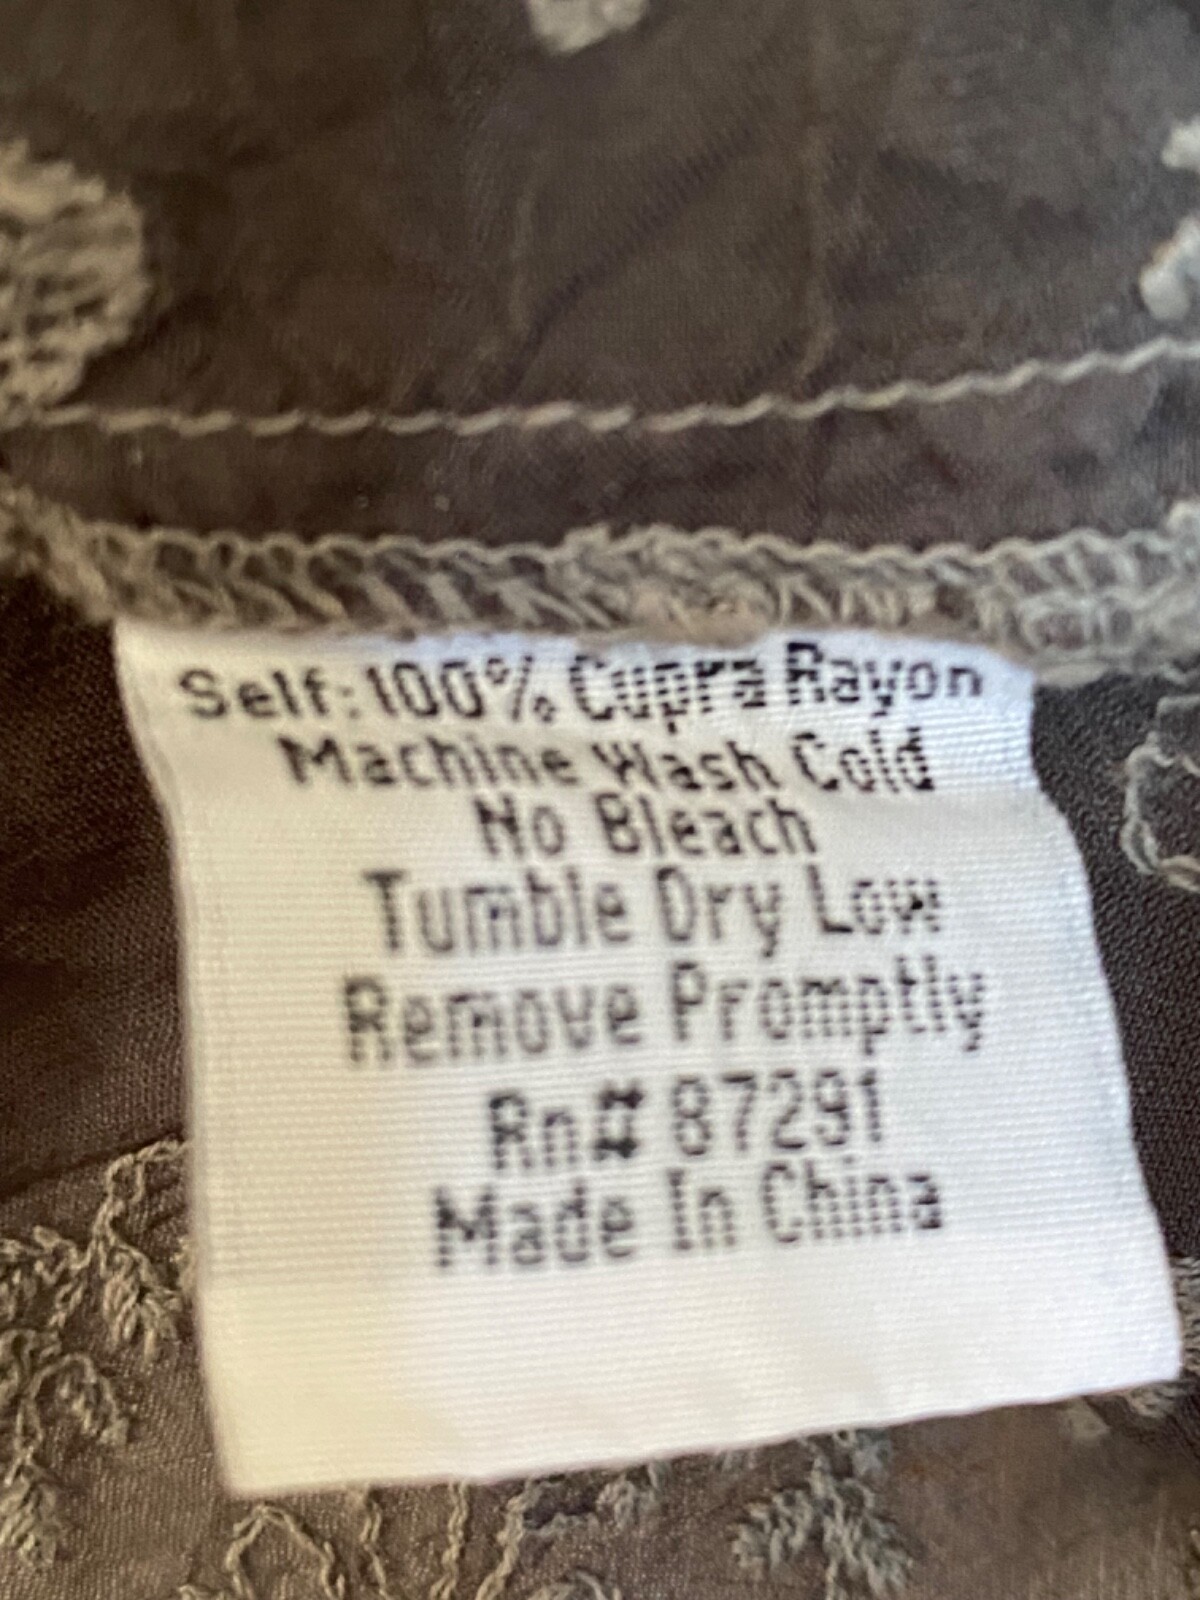 Self: 100% Cupra Rayon
Machine Wash Cold
No Bleach
Tumble Dry Low
Remove Promptly
Rn# 87291
Made In China